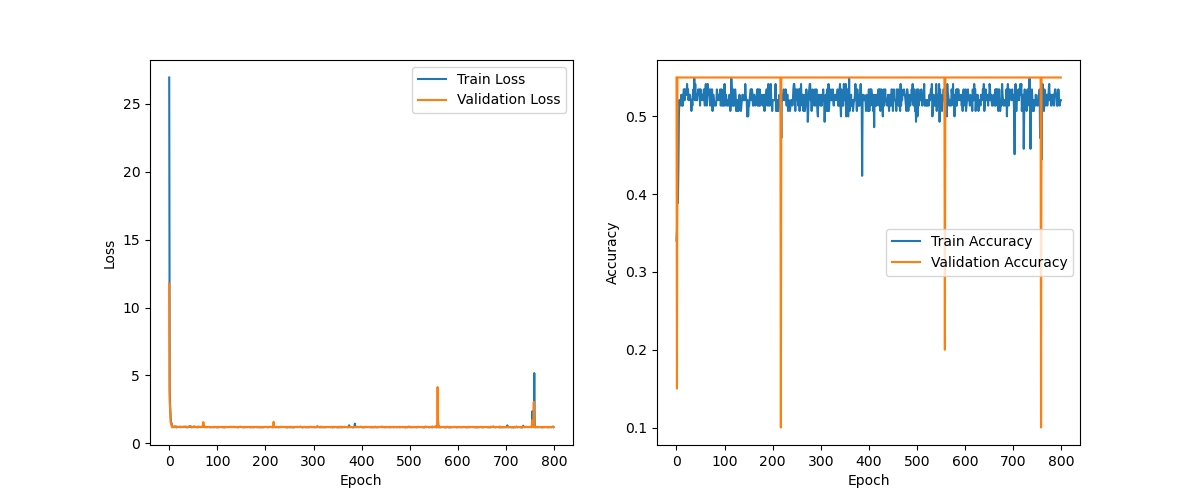 Train Loss
Validation Loss
25
20
15
10
5
0
0 100 200 300 400 500 600 700 800
Loss
Epoch
0.5
0.4
0.3
0.2
0.1
Train Accuracy
Validation Accuracy
0 100 200 300 400 500 600 700 800
Accuracy
Epoch